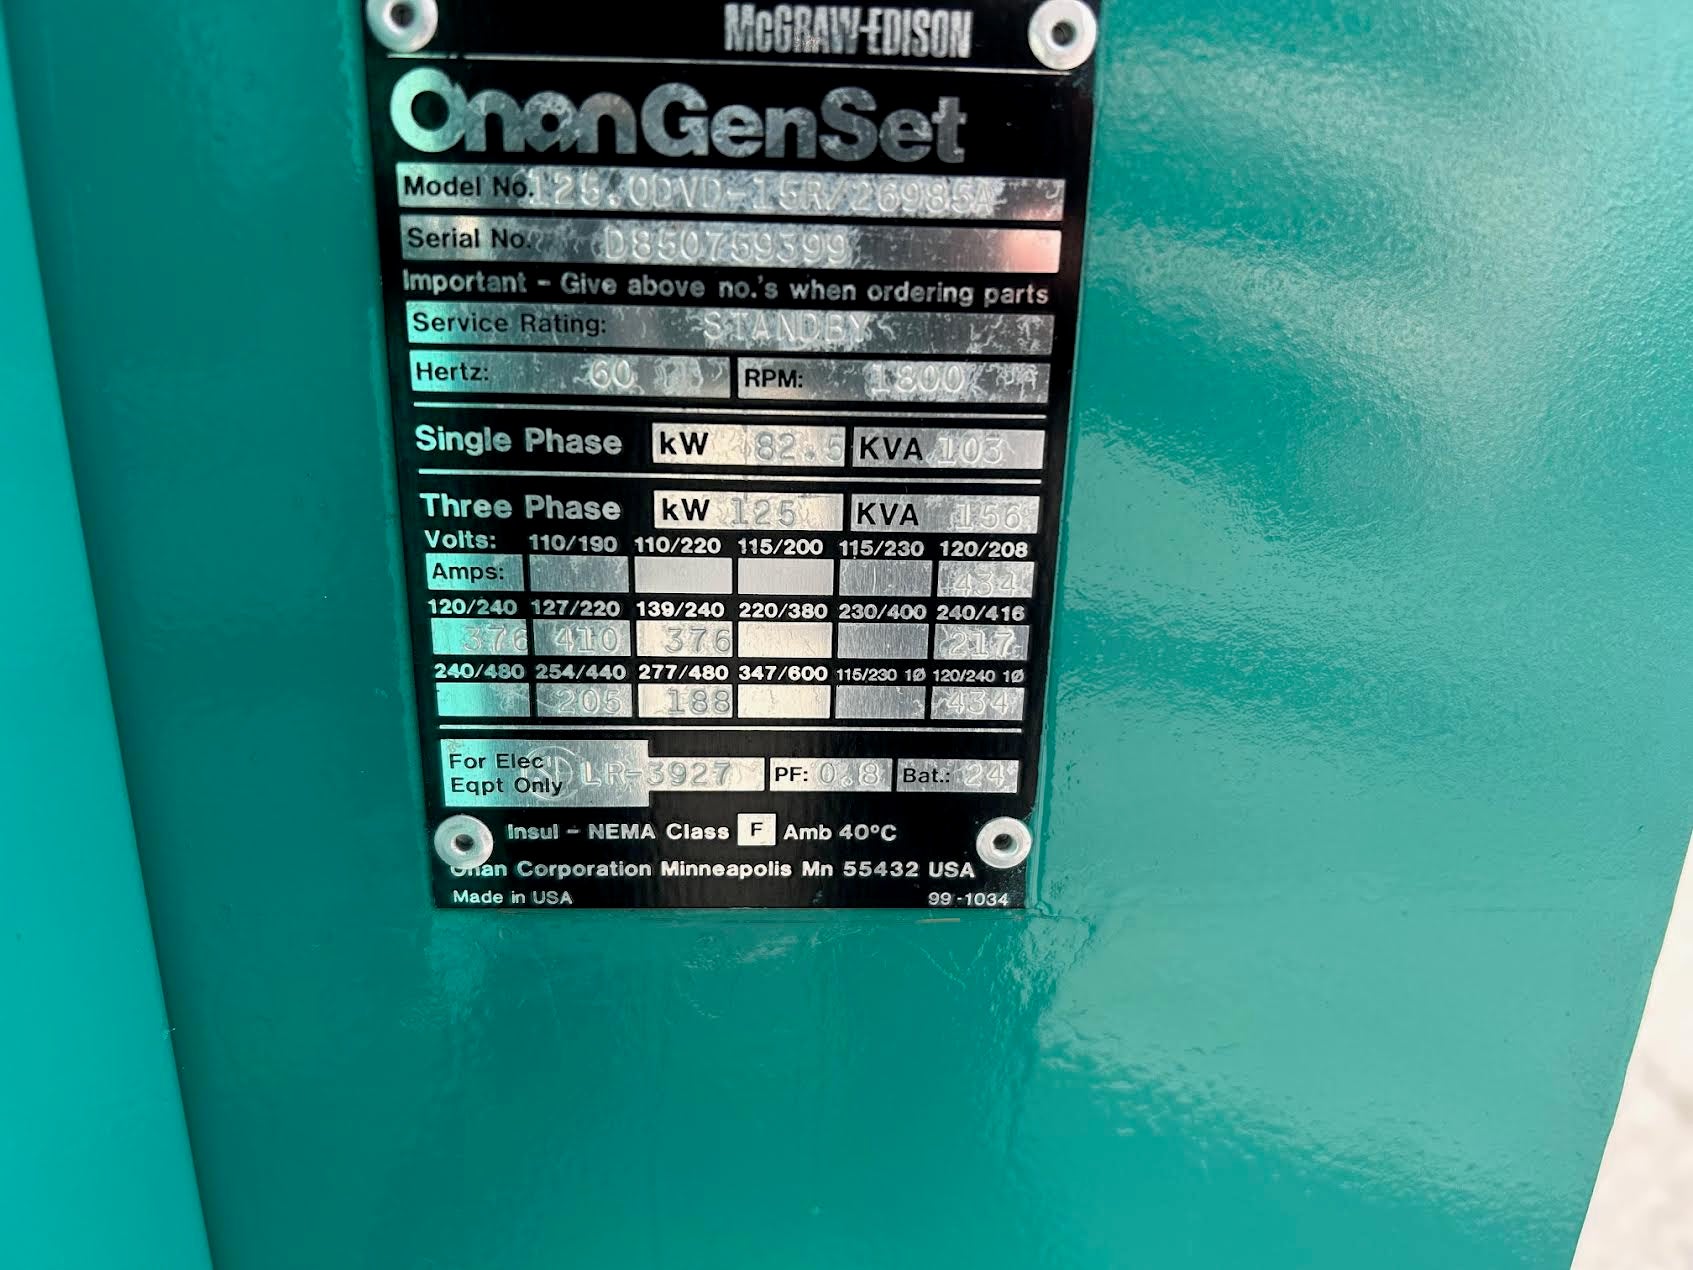 McGRAW-EDISON
Onan GenSet
Model No. 125.0DVD-15R/26985A
Serial No. D850759399
Important - Give above no.'s when ordering parts
Service Rating: STANDBY
Hertz: 60 RPM: 1800
Single Phase kW 82.5 KVA 103
Three Phase kW 125 KVA 156
Volts: 110/190 110/220 115/200 115/230 120/208
Amps: 434
120/240 127/220 139/240 220/380 230/400 240/416
376 410 376 217
240/480 254/440 277/480 347/600 115/230 1Ø 120/240 1Ø
205 188 434
For Elec
Eqpt Only LR-3927 PF: 0.8 Bat.: 24
Insul - NEMA Class F Amb 40°C
Onan Corporation Minneapolis Mn 55432 USA
Made in USA 99-1034